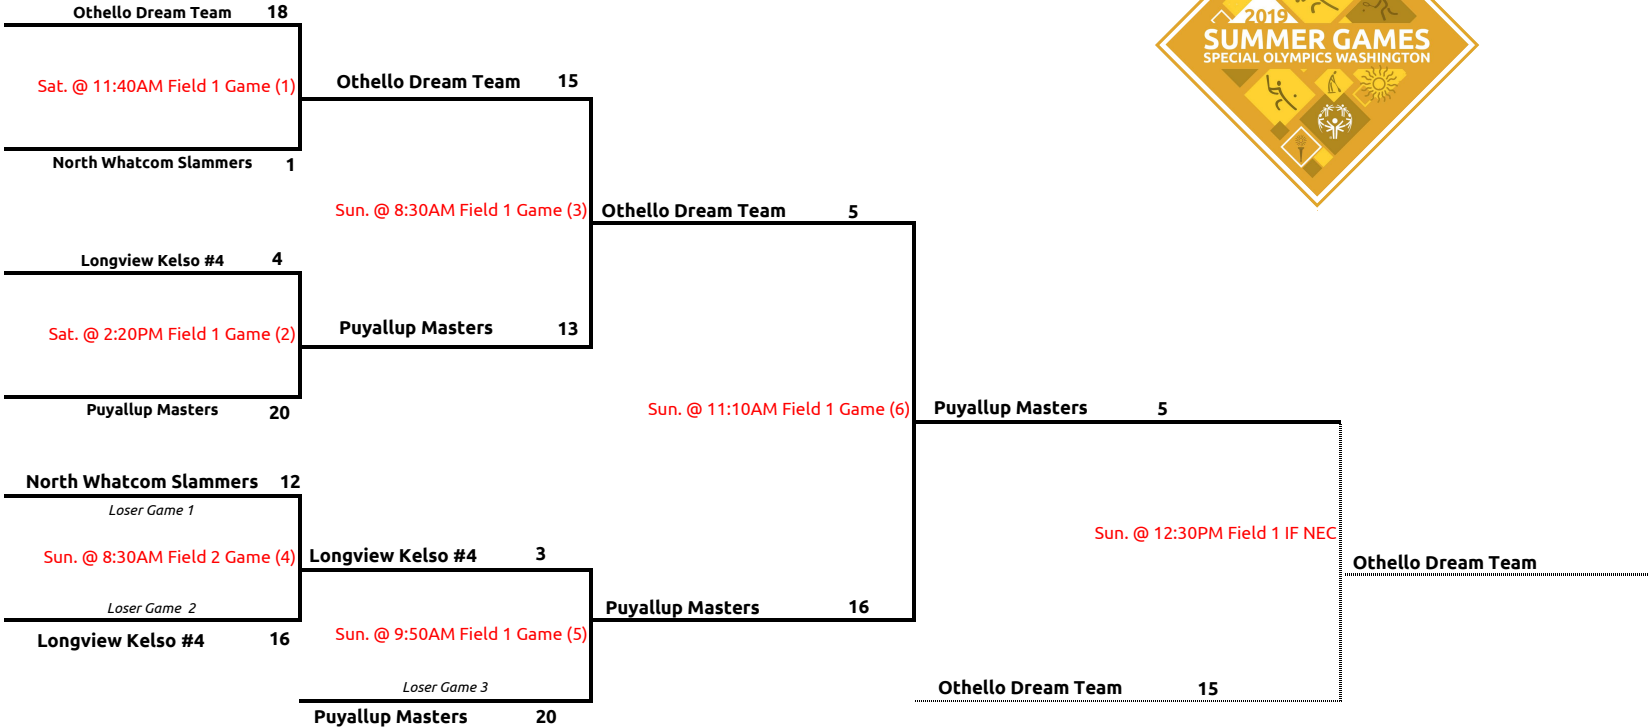 Othello Dream Team 18
2019
SUMMER GAMES
SPECIAL OLYMPICS WASHINGTON
Sat. @ 11:40AM Field 1 Game (1)
Othello Dream Team 15
North Whatcom Slammers 1
Sun. @ 8:30AM Field 1 Game (3)
Othello Dream Team 5
Longview Kelso #4 4
Sat. @ 2:20PM Field 1 Game (2)
Puyallup Masters 13
Puyallup Masters 20
Sun. @ 11:10AM Field 1 Game (6)
Puyallup Masters 5
North Whatcom Slammers 12
Loser Game 1
Sun. @ 12:30PM Field 1 IF NEC
Sun. @ 8:30AM Field 2 Game (4)
Longview Kelso #4 3
Othello Dream Team
Loser Game 2
Puyallup Masters 16
Longview Kelso #4 16
Sun. @ 9:50AM Field 1 Game (5)
Loser Game 3
Othello Dream Team 15
Puyallup Masters 20